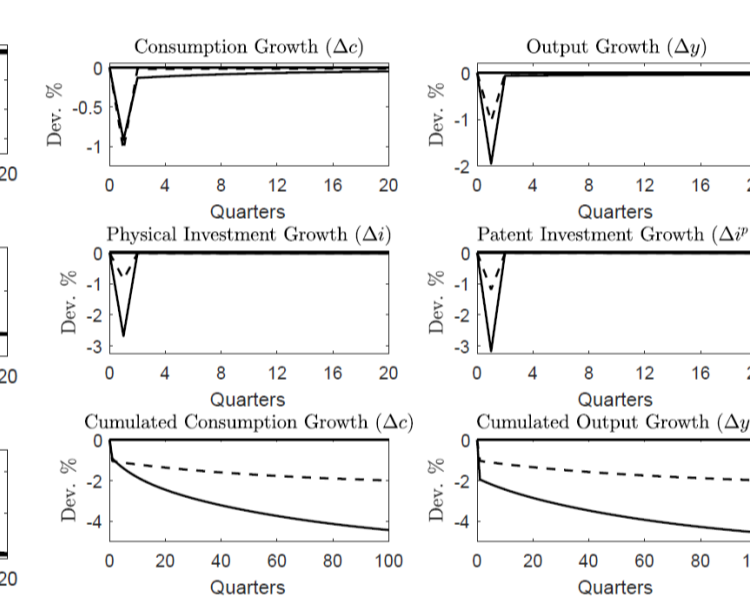 Consumption Growth (Δc)
Dev. %
0
-0.5
-1
0 4 8 12 16 20
Quarters
Output Growth (Δy)
Dev. %
0
-1
-2
0 4 8 12 16
Quarters
20
Physical Investment Growth (Δi)
Dev. %
0
-1
-2
-3
0 4 8 12 16 20
Quarters
Patent Investment Growth (Δiᵖ
Dev. %
0
-1
-2
-3
0 4 8 12 16 2
Quarters
20
Cumulated Consumption Growth (Δc)
Dev. %
0
-2
-4
0 20 40 60 80 100
Quarters
Cumulated Output Growth (Δy
Dev. %
0
-2
-4
0 20 40 60 80 1
Quarters
20